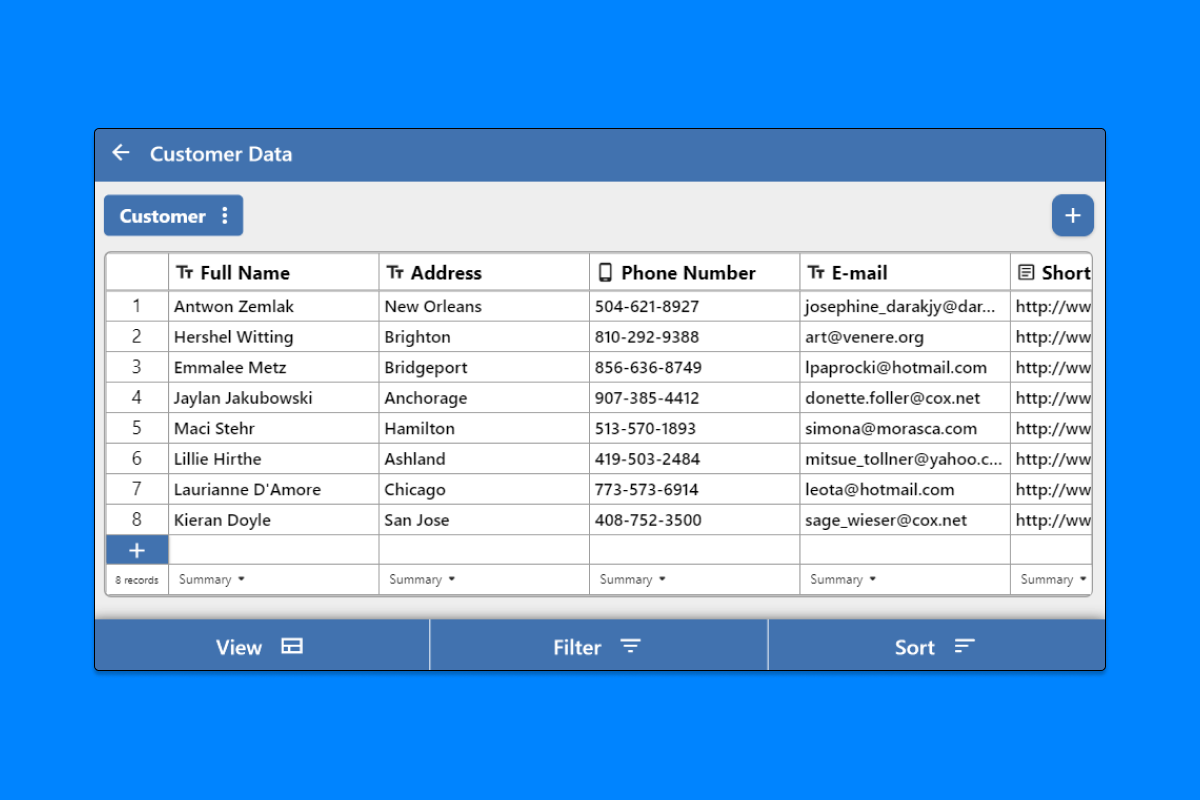 Customer Data
Customer
+
Full Name Address Phone Number E-mail Short
1 Antwon Zemlak New Orleans 504-621-8927 josephine_darakjy@dar... http://ww
2 Hershel Witting Brighton 810-292-9388 art@venere.org http://ww
3 Emmalee Metz Bridgeport 856-636-8749 lpaprocki@hotmail.com http://ww
4 Jaylan Jakubowski Anchorage 907-385-4412 donette.foller@cox.net http://ww
5 Maci Stehr Hamilton 513-570-1893 simona@morasca.com http://ww
6 Lillie Hirthe Ashland 419-503-2484 mitsue_tollner@yahoo.c... http://ww
7 Laurianne D'Amore Chicago 773-573-6914 leota@hotmail.com http://ww
8 Kieran Doyle San Jose 408-752-3500 sage_wieser@cox.net http://ww
+
8 records Summary Summary Summary Summary Summary
View Filter Sort